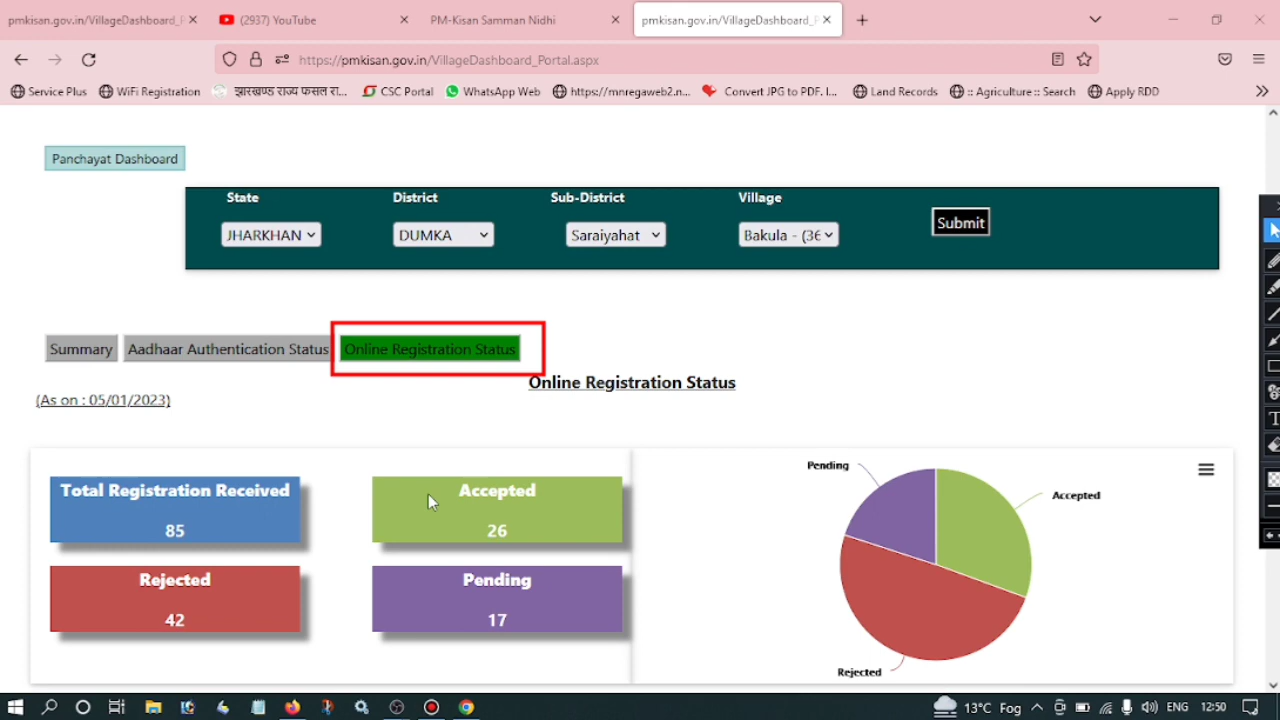 pmkisan.gov.in/VillageDashboard_P
(2937) YouTube
PM-Kisan Samman Nidhi
pmkisan.gov.in/VillageDashboard_P
https://pmkisan.gov.in/VillageDashboard_Portal.aspx
Service Plus
WiFi Registration
झारखण्ड राज्य फसल रा...
CSC Portal
WhatsApp Web
https://mnregaweb2.n...
Convert JPG to PDF. I...
Land Records
:: Agriculture :: Search
Apply RDD
Panchayat Dashboard
State District Sub-District Village
JHARKHAN DUMKA Saraiyahat Bakula - (36 Submit
Summary Aadhaar Authentication Status Online Registration Status
Online Registration Status
(As on : 05/01/2023)
Total Registration Received
85
Accepted
26
Rejected
42
Pending
17
Pending
Accepted
Rejected
13°C Fog
ENG
12:50